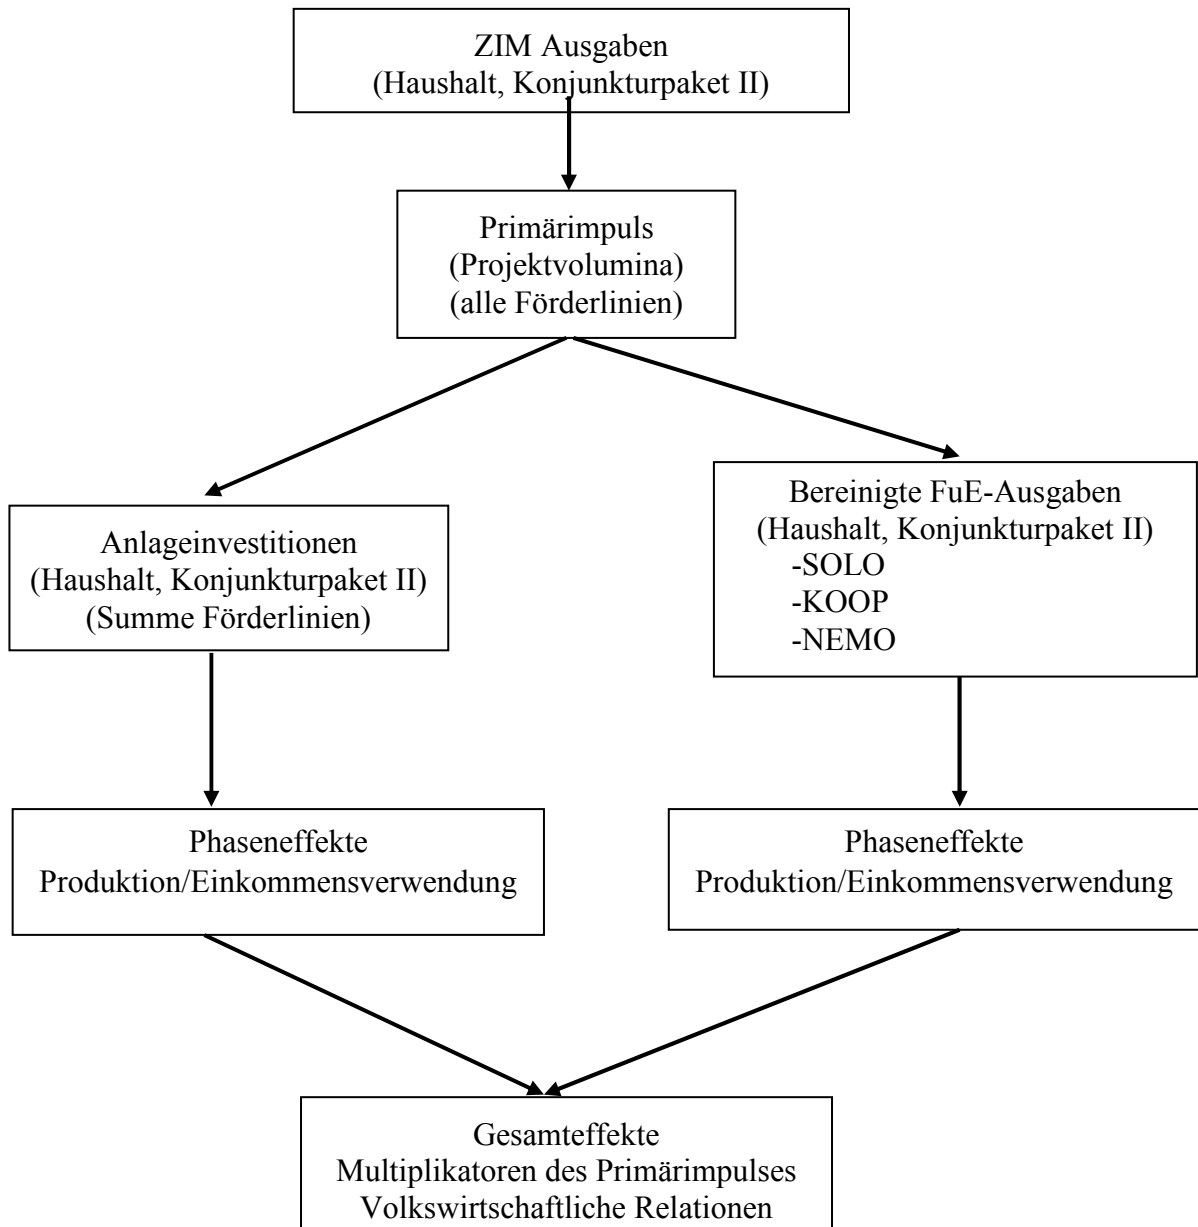 ZIM Ausgaben
(Haushalt, Konjunkturpaket II)
Primärimpuls
(Projektvolumina)
(alle Förderlinien)
Anlageinvestitionen
(Haushalt, Konjunkturpaket II)
(Summe Förderlinien)
Bereinigte FuE-Ausgaben
(Haushalt, Konjunkturpaket II)
-SOLO
-KOOP
-NEMO
Phaseneffekte
Produktion/Einkommensverwendung
Phaseneffekte
Produktion/Einkommensverwendung
Gesamteffekte
Multiplikatoren des Primärimpulses
Volkswirtschaftliche Relationen